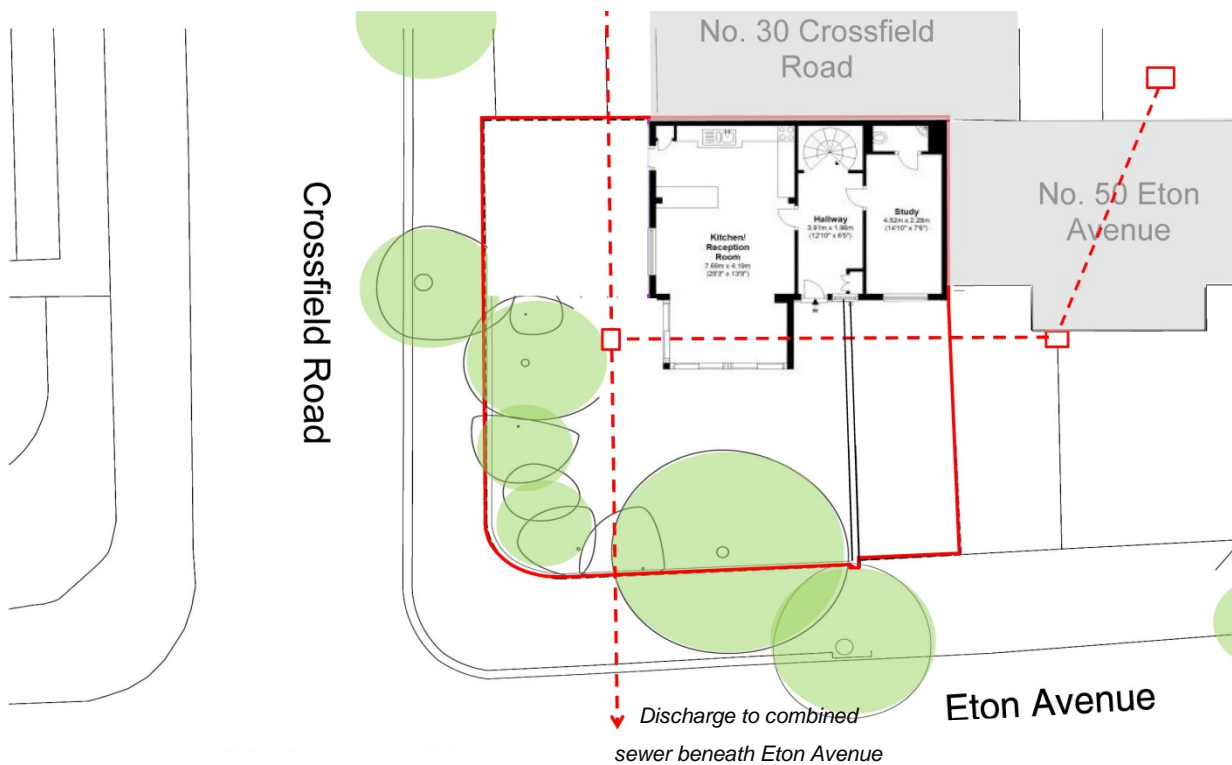 No. 30 Crossfield
Road
Crossfield Road
No. 50 Eton
Avenue
Kitchen/
Reception
Room
7.69m x 4.19m
(25'3" x 13'9")
Hallway
3.91m x 1.96m
(12'10" x 6'5")
Study
4.52m x 2.28m
(14'10" x 7'6")
Eton Avenue
Discharge to combined
sewer beneath Eton Avenue